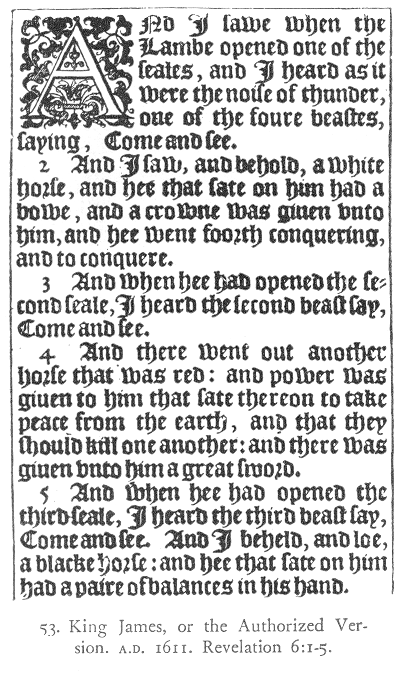 And I sawe when the
Lambe opened one of the
seales, and I heard as it
were the noise of thunder,
one of the foure beastes,
saying, Come and see.
2 And I saw, and behold, a white
horse, and hee that sate on him had a
bowe, and a crowne was giuen vnto
him, and hee went foorth conquering,
and to conquere.
3 And when hee had opened the se-
cond seale, I heard the second beast say,
Come and see.
4 And there went out another
horse that was red: and power was
giuen to him that sate thereon to take
peace from the earth, and that they
should kill one another: and there was
giuen vnto him a great sword.
5 And when hee had opened the
third seale, I heard the third beast say,
Come and see. And I beheld, and loe,
a blacke horse: and hee that sate on him
had a paire of balances in his hand.
53. King James, or the Authorized Ver-
sion. A.D. 1611. Revelation 6:1-5.